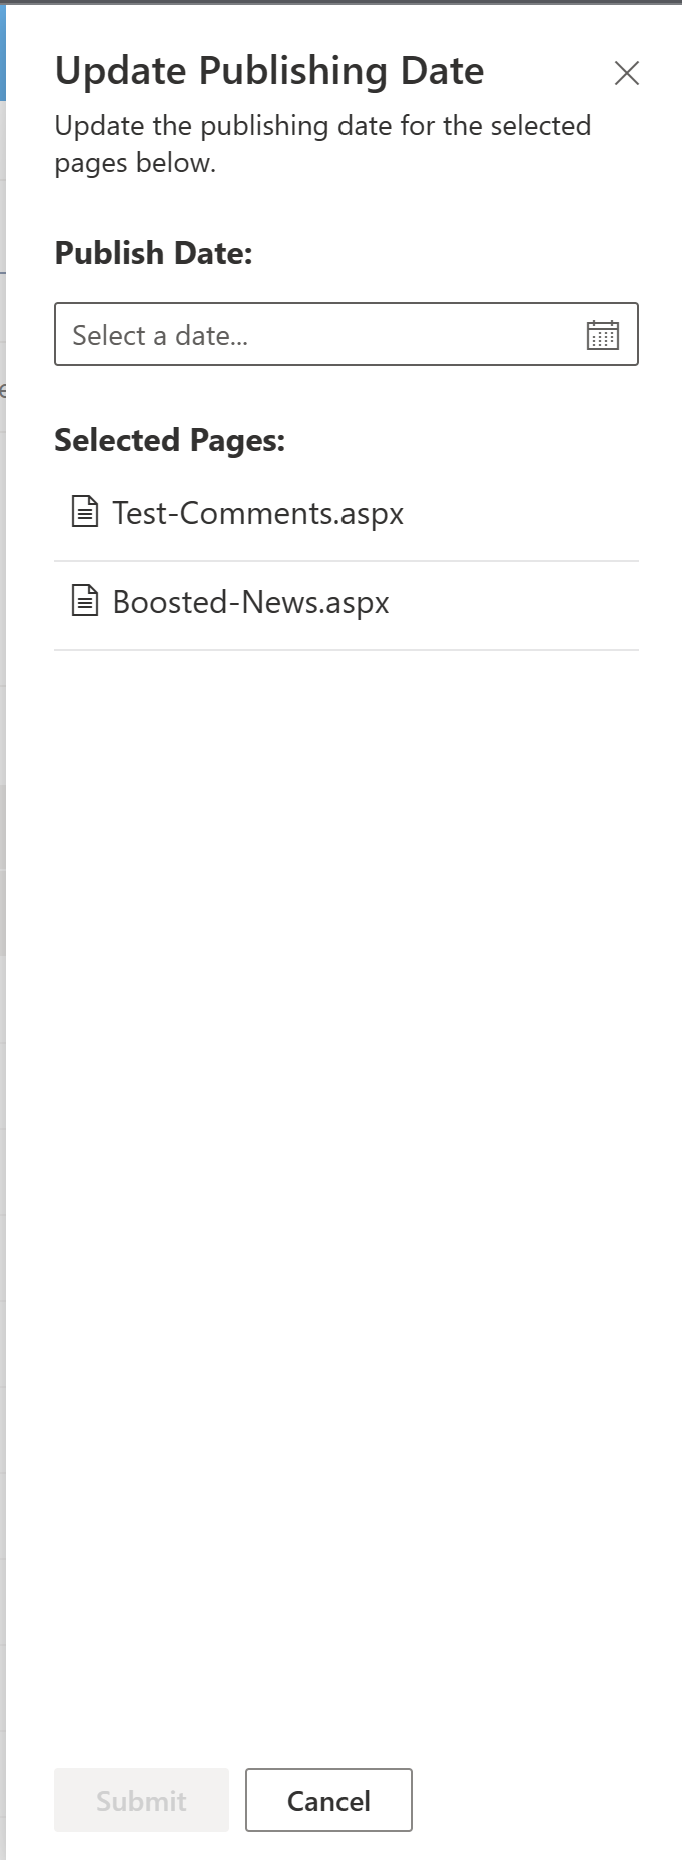 Update Publishing Date
Update the publishing date for the selected
pages below.
Publish Date:
Select a date...
Selected Pages:
Test-Comments.aspx
Boosted-News.aspx
Submit
Cancel